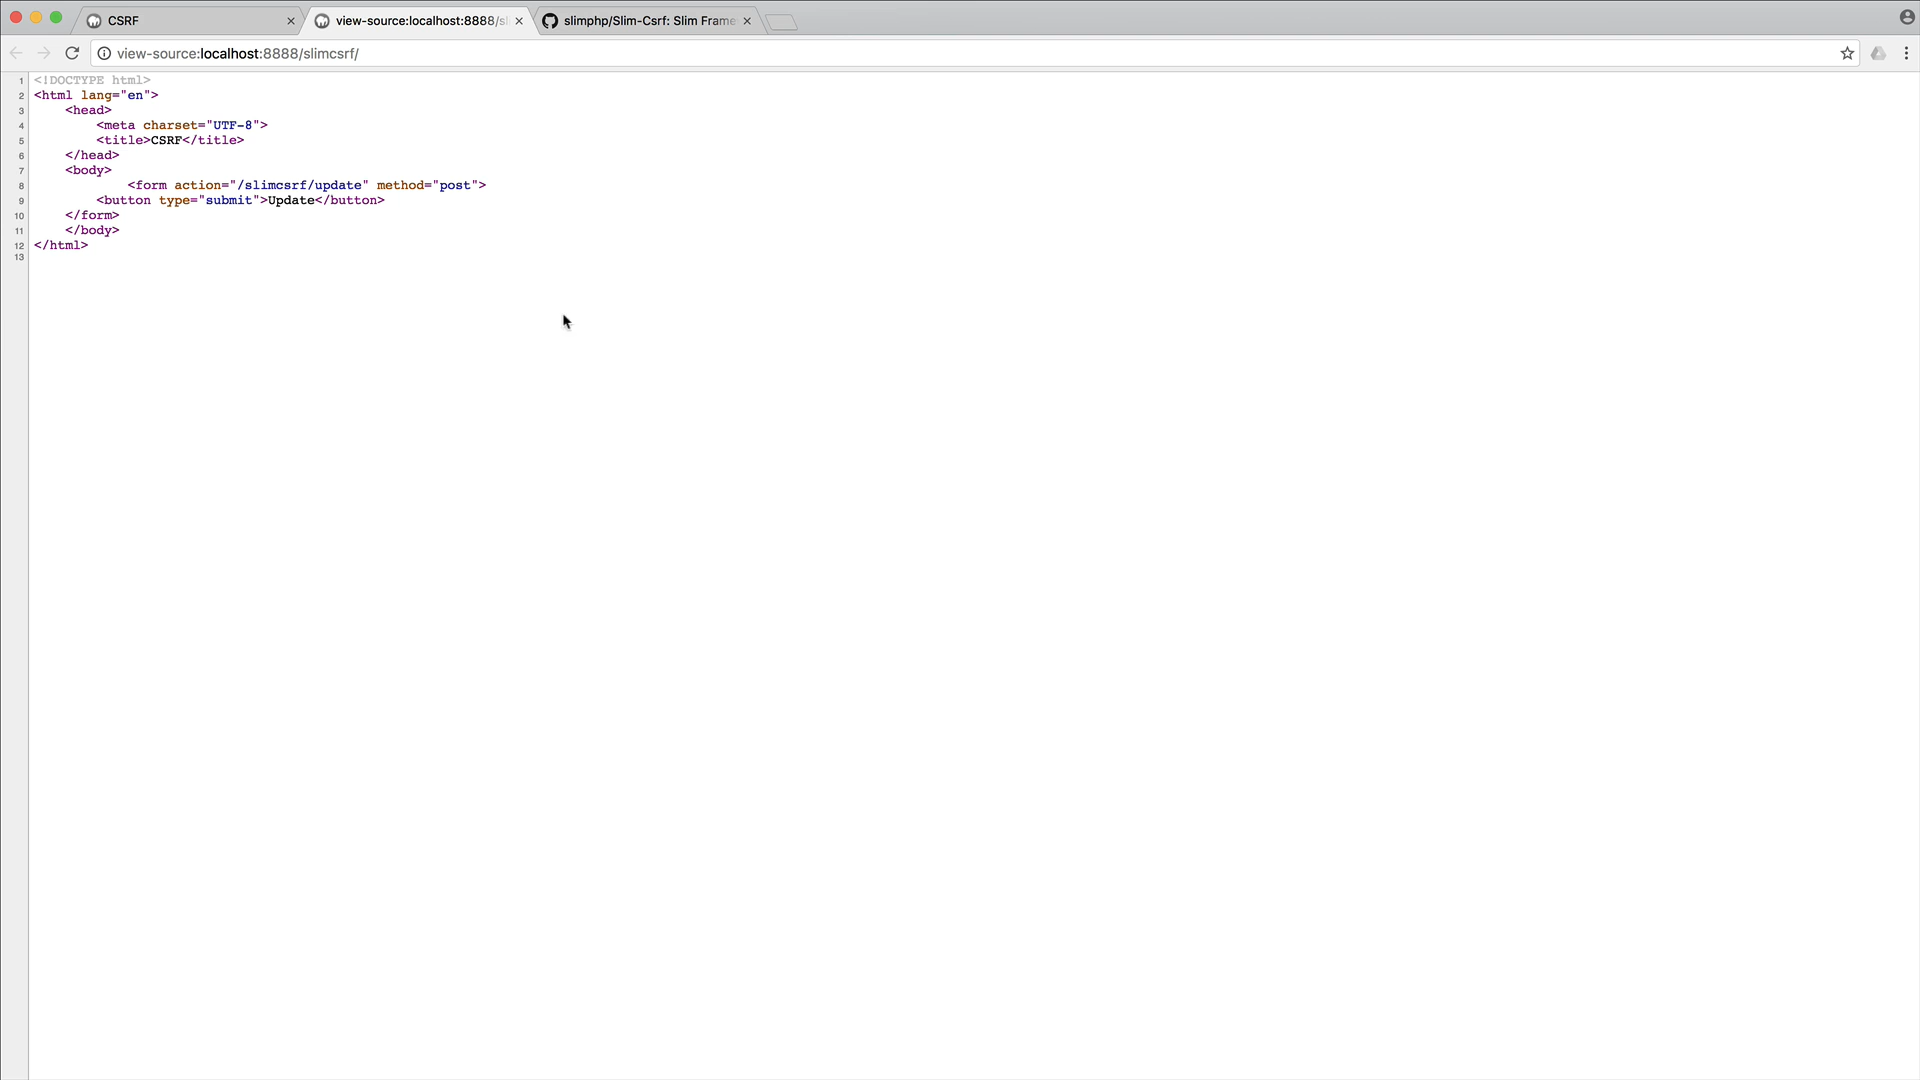 CSRF
view-source:localhost:8888/sl
slimphp/Slim-Csrf: Slim Frame
view-source:localhost:8888/slimcsrf/
1 <!DOCTYPE html>
2 <html lang="en">
3     <head>
4         <meta charset="UTF-8">
5         <title>CSRF</title>
6     </head>
7     <body>
8             <form action="/slimcsrf/update" method="post">
9         <button type="submit">Update</button>
10     </form>
11     </body>
12 </html>
13